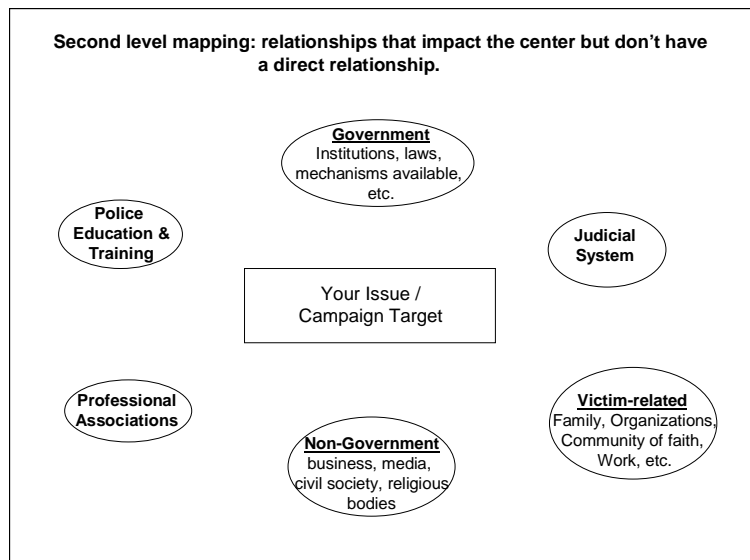 Second level mapping: relationships that impact the center but don't have
a direct relationship.
Government
Institutions, laws,
mechanisms available,
etc.
Police
Education &
Training
Judicial
System
Your Issue /
Campaign Target
Professional
Associations
Non-Government
business, media,
civil society, religious
bodies
Victim-related
Family, Organizations,
Community of faith,
Work, etc.